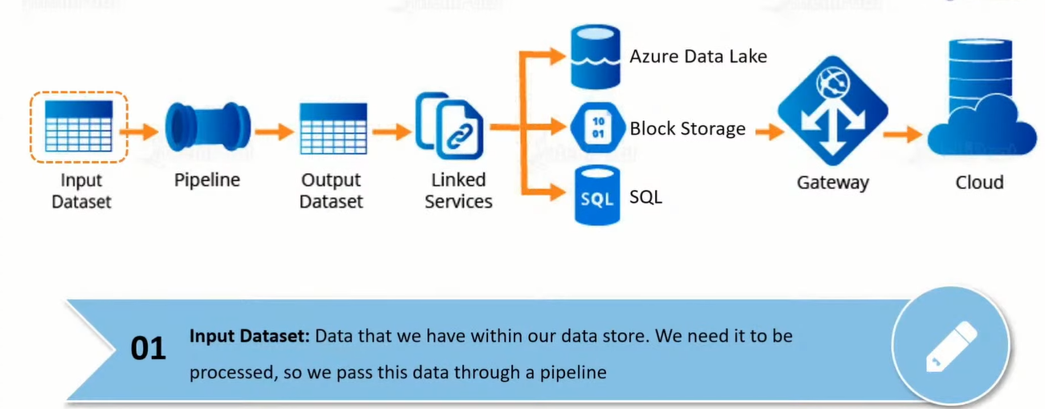 Azure Data Lake
10
01
Block Storage
SQL
SQL
Input
Dataset
Pipeline
Output
Dataset
Linked
Services
Gateway
Cloud
01
Input Dataset: Data that we have within our data store. We need it to be
processed, so we pass this data through a pipeline